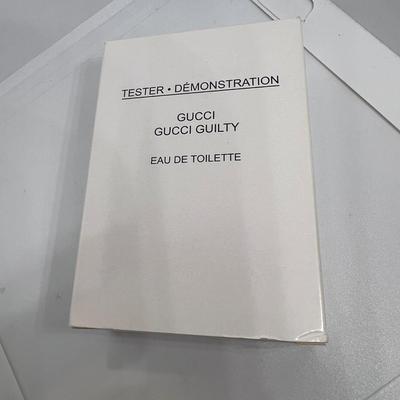 TESTER • DÉMONSTRATION
GUCCI
GUCCI GUILTY
EAU DE TOILETTE